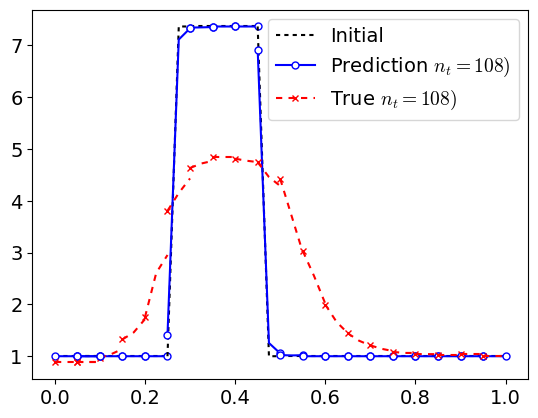 Initial
Prediction n_t = 108)
True n_t = 108)
7
6
5
4
3
2
1
0.0 0.2 0.4 0.6 0.8 1.0